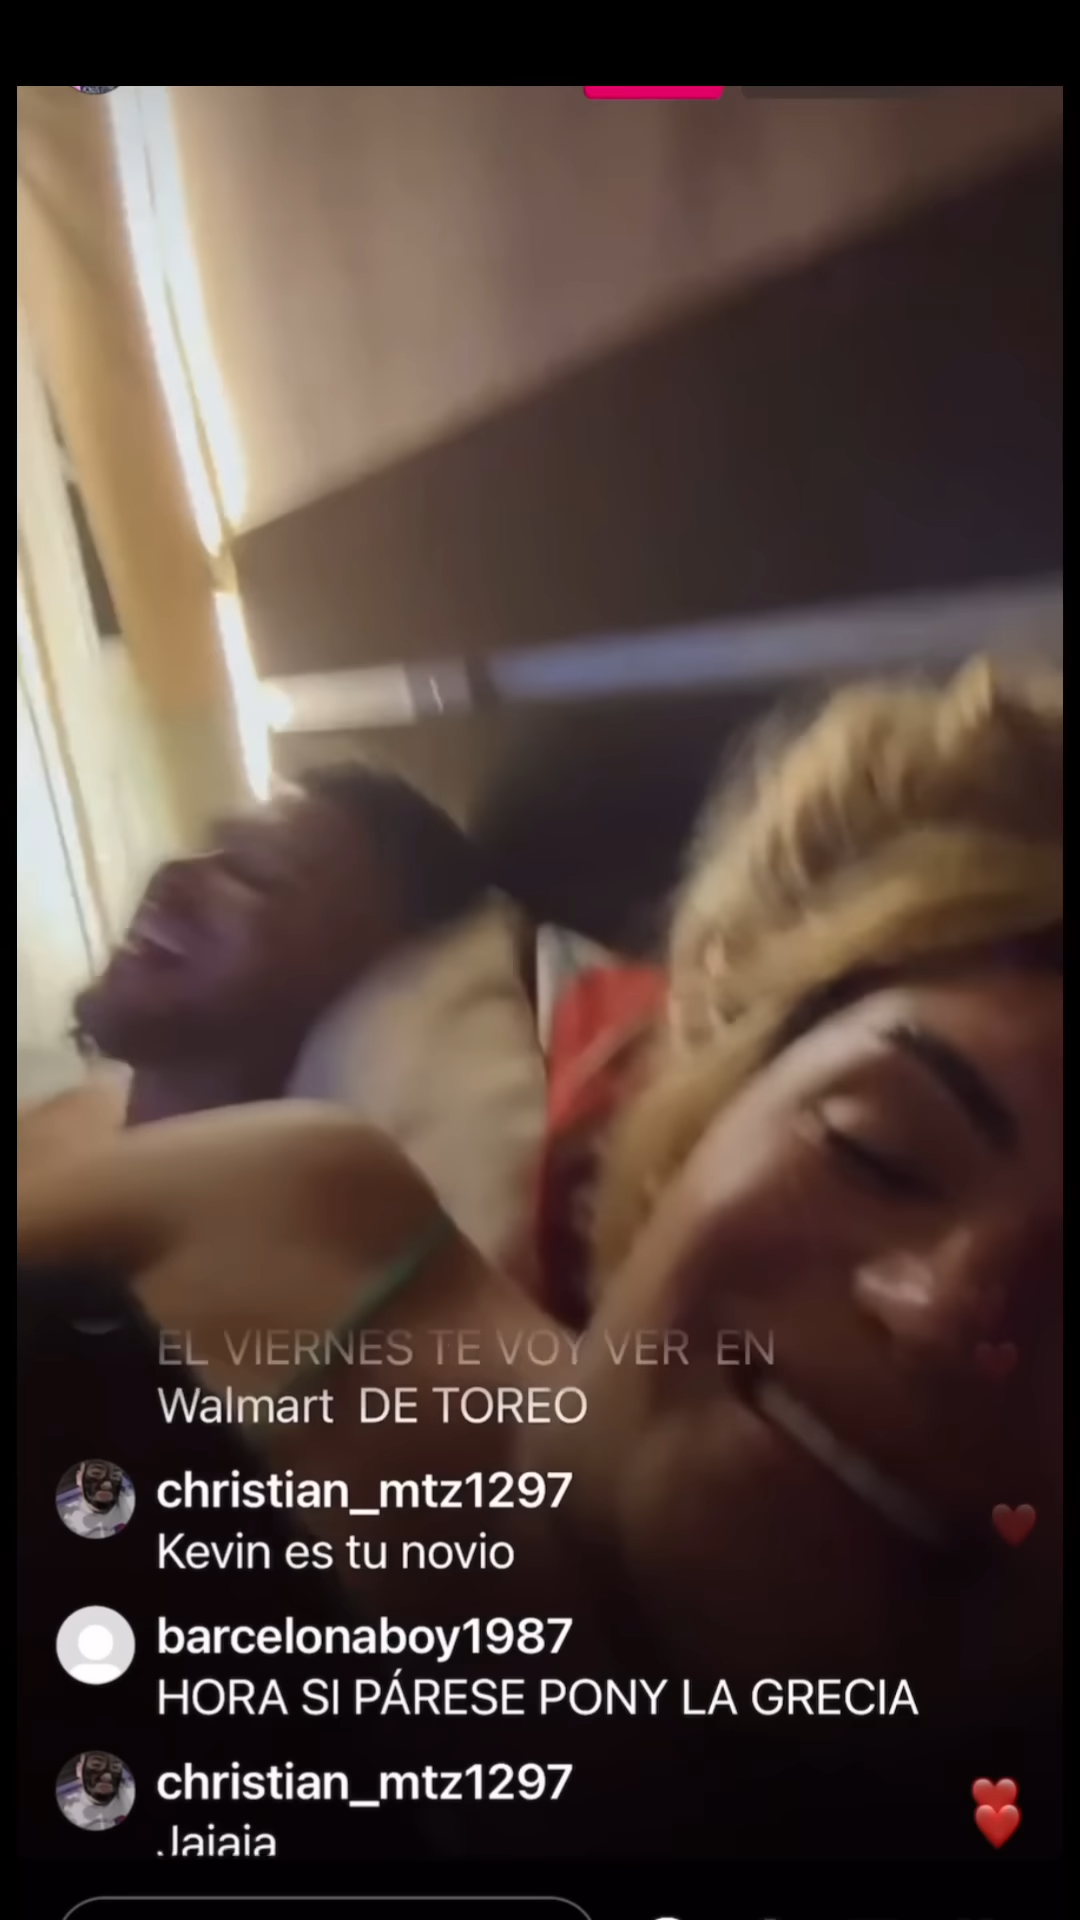 EL VIERNES TE VOY VER EN
Walmart DE TOREO
christian_mtz1297
Kevin es tu novio
barcelonaboy1987
HORA SI PÁRESE PONY LA GRECIA
christian_mtz1297
Jajaja